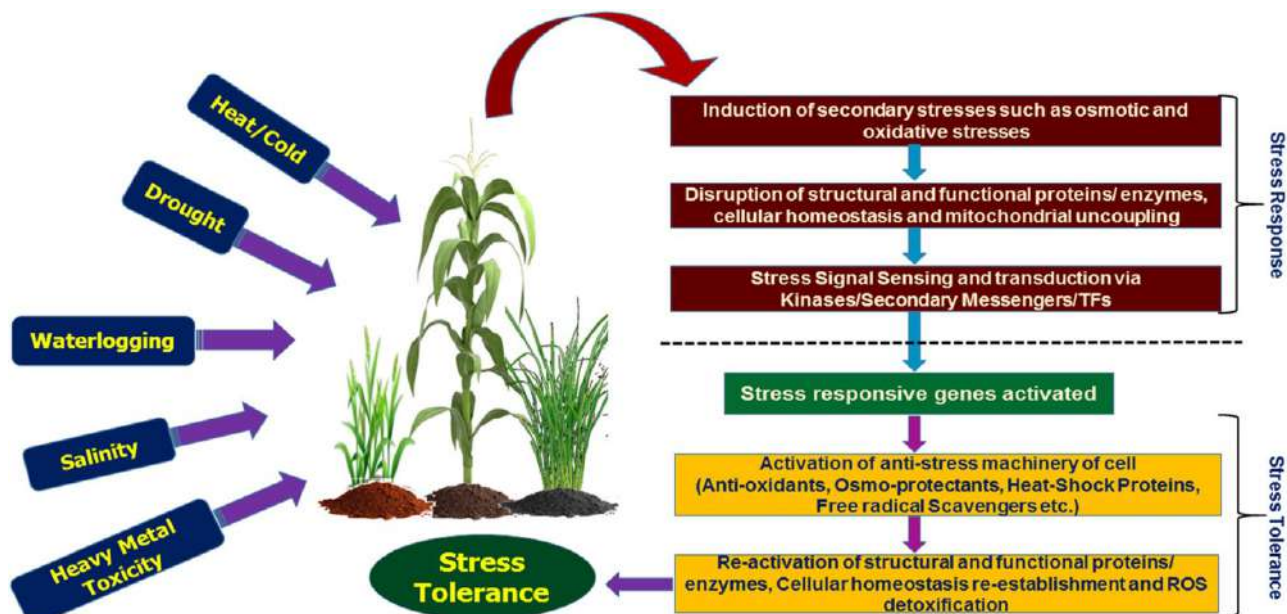 Heat/Cold
Drought
Waterlogging
Salinity
Heavy Metal
Toxicity
Induction of secondary stresses such as osmotic and
oxidative stresses
Disruption of structural and functional proteins/ enzymes,
cellular homeostasis and mitochondrial uncoupling
Stress Signal Sensing and transduction via
Kinases/Secondary Messengers/TFs
Stress Response
Stress responsive genes activated
Activation of anti-stress machinery of cell
(Anti-oxidants, Osmo-protectants, Heat-Shock Proteins,
Free radical Scavengers etc.)
Re-activation of structural and functional proteins/
enzymes, Cellular homeostasis re-establishment and ROS
detoxification
Stress Tolerance
Stress
Tolerance